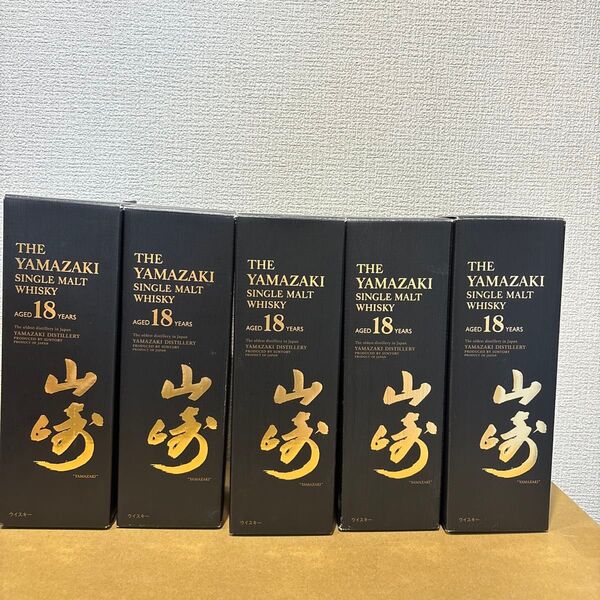 THE
YAMAZAKI
SINGLE MALT
WHISKY
AGED 18 YEARS
The oldest distillery in Japan
YAMAZAKI DISTILLERY
PRODUCED BY SUNTORY
PRODUCT OF JAPAN
山崎
"YAMAZAKI"
ウイスキー
THE
YAMAZAKI
SINGLE MALT
WHISKY
AGED 18 YEARS
The oldest distillery in Japan
YAMAZAKI DISTILLERY
PRODUCED BY SUNTORY
PRODUCT OF JAPAN
山崎
"YAMAZAKI"
ウイスキー
THE
YAMAZAKI
SINGLE MALT
WHISKY
AGED 18 YEARS
The oldest distillery in Japan
YAMAZAKI DISTILLERY
PRODUCED BY SUNTORY
PRODUCT OF JAPAN
山崎
"YAMAZAKI"
ウイスキー
THE
YAMAZAKI
SINGLE MALT
WHISKY
AGED 18 YEARS
The oldest distillery in Japan
YAMAZAKI DISTILLERY
PRODUCED BY SUNTORY
PRODUCT OF JAPAN
山崎
"YAMAZAKI"
ウイスキー
THE
YAMAZAKI
SINGLE MALT
WHISKY
AGED 18 YEARS
The oldest distillery in Japan
YAMAZAKI DISTILLERY
PRODUCED BY SUNTORY
PRODUCT OF JAPAN
山崎
"YAMAZAKI"
ウイスキー